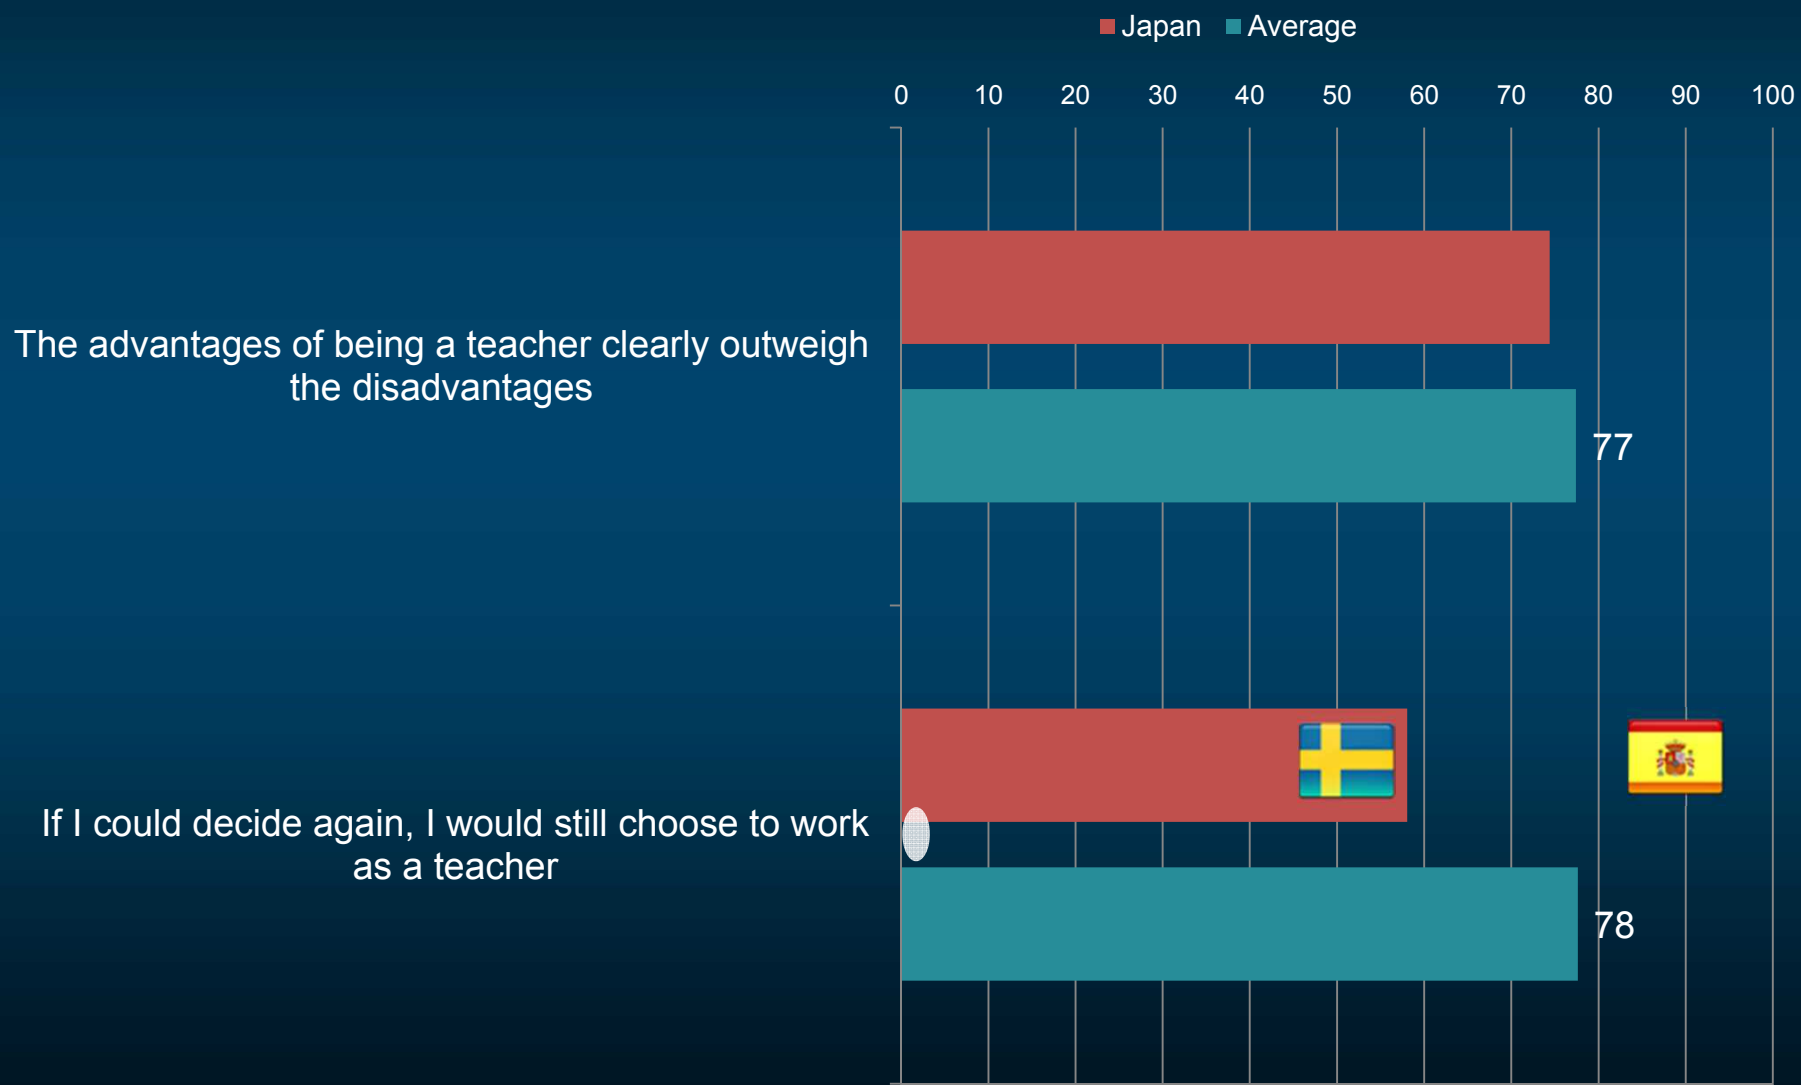 Japan Average
0 10 20 30 40 50 60 70 80 90 100
The advantages of being a teacher clearly outweigh
the disadvantages
77
If I could decide again, I would still choose to work
as a teacher
78